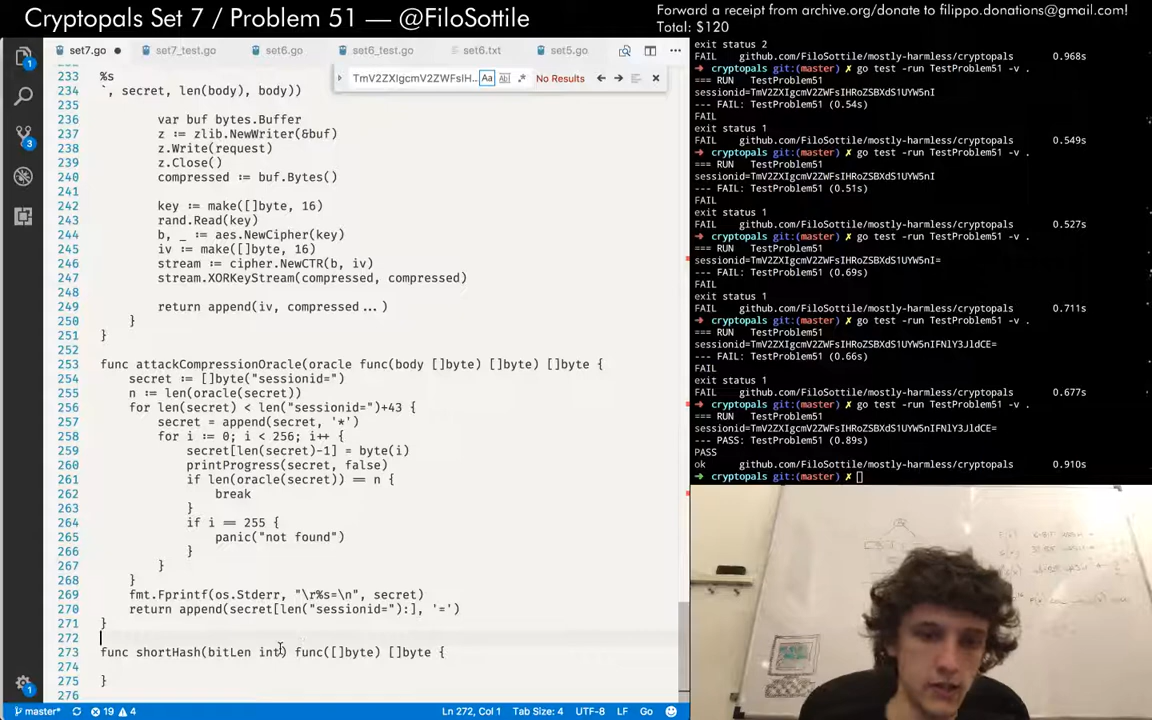 Cryptopals Set 7 / Problem 51 — @FiloSottile
Forward a receipt from archive.org/donate to filippo.donations@gmail.com!
Total: $120
set7.go
set7_test.go
set6.go
set6_test.go
set6.txt
set5.go
TmV2ZXIgcmV2ZWFsIH..
Aa
No Results
233 %s
234 `, secret, len(body), body))
235
236 var buf bytes.Buffer
237 z := zlib.NewWriter(&buf)
238 z.Write(request)
239 z.Close()
240 compressed := buf.Bytes()
241
242 key := make([]byte, 16)
243 rand.Read(key)
244 b, _ := aes.NewCipher(key)
245 iv := make([]byte, 16)
246 stream := cipher.NewCTR(b, iv)
247 stream.XORKeyStream(compressed, compressed)
248
249 return append(iv, compressed...)
250 }
251 }
252
253 func attackCompressionOracle(oracle func(body []byte) []byte) []byte {
254 secret := []byte("sessionid=")
255 n := len(oracle(secret))
256 for len(secret) < len("sessionid=")+43 {
257 secret = append(secret, '*')
258 for i := 0; i < 256; i++ {
259 secret[len(secret)-1] = byte(i)
260 printProgress(secret, false)
261 if len(oracle(secret)) == n {
262 break
263 }
264 if i == 255 {
265 panic("not found")
266 }
267 }
268 }
269 fmt.Fprintf(os.Stderr, "\r%s=\n", secret)
270 return append(secret[len("sessionid="):], '=')
271 }
272
273 func shortHash(bitLen int) func([]byte) []byte {
274
275 }
276
master*
19
4
Ln 272, Col 1
Tab Size: 4
UTF-8
LF
Go
exit status 2
FAIL github.com/FiloSottile/mostly-harmless/cryptopals 0.968s
➜ cryptopals git:(master) ✗ go test -run TestProblem51 -v .
=== RUN TestProblem51
sessionid=TmV2ZXIgcmV2ZWFsIHRoZSBXdS1UYW5nI
--- FAIL: TestProblem51 (0.54s)
FAIL
exit status 1
FAIL github.com/FiloSottile/mostly-harmless/cryptopals 0.549s
➜ cryptopals git:(master) ✗ go test -run TestProblem51 -v .
=== RUN TestProblem51
sessionid=TmV2ZXIgcmV2ZWFsIHRoZSBXdS1UYW5nI
--- FAIL: TestProblem51 (0.51s)
FAIL
exit status 1
FAIL github.com/FiloSottile/mostly-harmless/cryptopals 0.527s
➜ cryptopals git:(master) ✗ go test -run TestProblem51 -v .
=== RUN TestProblem51
sessionid=TmV2ZXIgcmV2ZWFsIHRoZSBXdS1UYW5nI=
--- FAIL: TestProblem51 (0.69s)
FAIL
exit status 1
FAIL github.com/FiloSottile/mostly-harmless/cryptopals 0.711s
➜ cryptopals git:(master) ✗ go test -run TestProblem51 -v .
=== RUN TestProblem51
sessionid=TmV2ZXIgcmV2ZWFsIHRoZSBXdS1UYW5nIFNlY3JldCE=
--- FAIL: TestProblem51 (0.66s)
FAIL
exit status 1
FAIL github.com/FiloSottile/mostly-harmless/cryptopals 0.677s
➜ cryptopals git:(master) ✗ go test -run TestProblem51 -v .
=== RUN TestProblem51
sessionid=TmV2ZXIgcmV2ZWFsIHRoZSBXdS1UYW5nIFNlY3JldCE=
--- PASS: TestProblem51 (0.89s)
PASS
ok github.com/FiloSottile/mostly-harmless/cryptopals 0.910s
➜ cryptopals git:(master) ✗